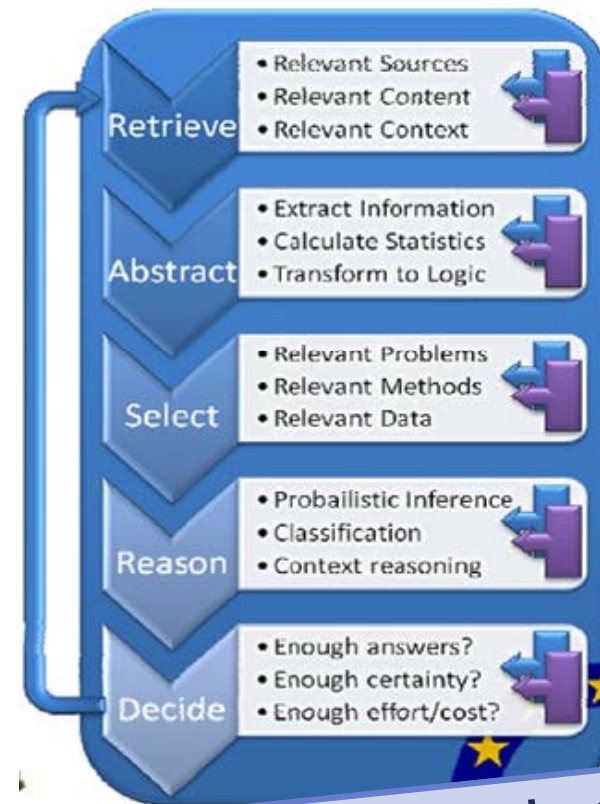 Retrieve
• Relevant Sources
• Relevant Content
• Relevant Context
Abstract
• Extract Information
• Calculate Statistics
• Transform to Logic
Select
• Relevant Problems
• Relevant Methods
• Relevant Data
Reason
• Probailistic Inference
• Classification
• Context reasoning
Decide
• Enough answers?
• Enough certainty?
• Enough effort/cost?